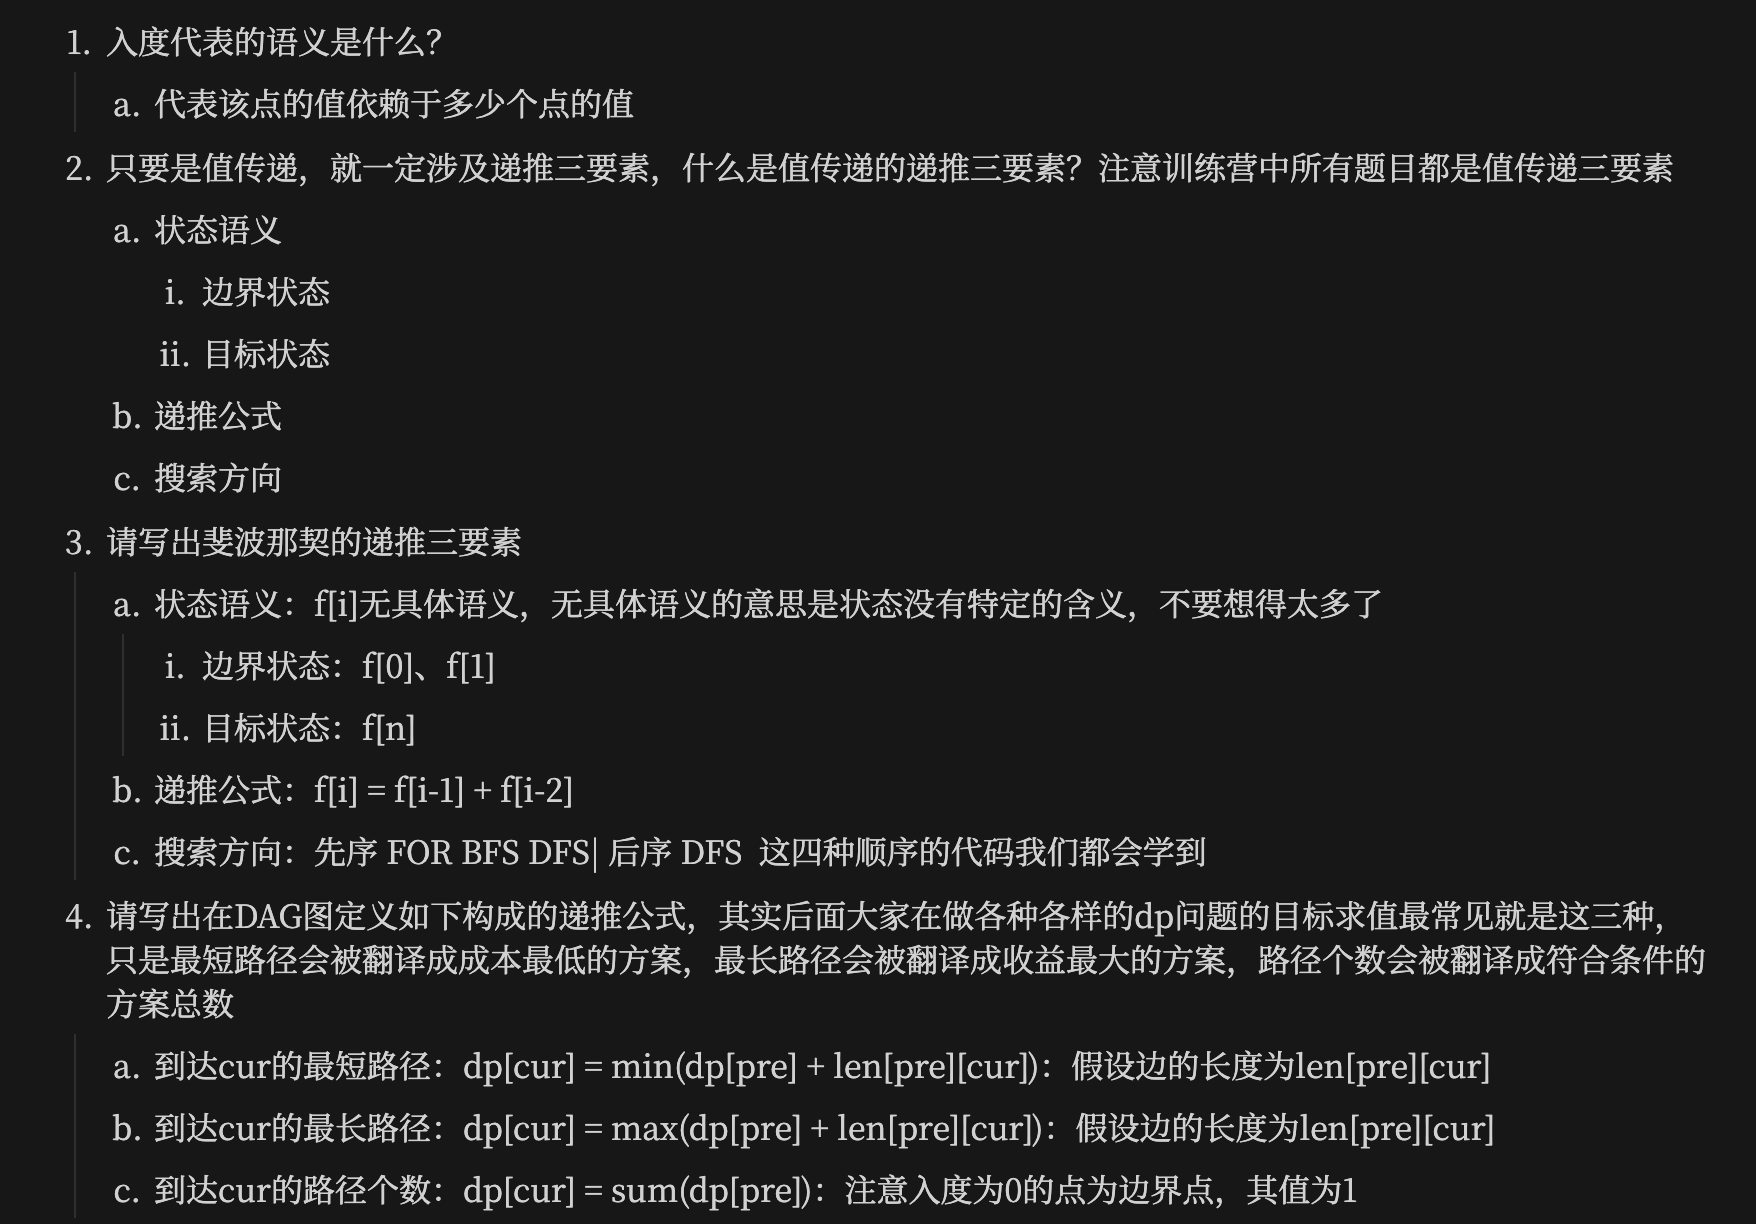 1. 入度代表的语义是什么？
a. 代表该点的值依赖于多少个点的值
2. 只要是值传递，就一定涉及递推三要素，什么是值传递的递推三要素？注意训练营中所有题目都是值传递三要素
a. 状态语义
i. 边界状态
ii. 目标状态
b. 递推公式
c. 搜索方向
3. 请写出斐波那契的递推三要素
a. 状态语义：f[i]无具体语义，无具体语义的意思是状态没有特定的含义，不要想得太多了
i. 边界状态：f[0]、f[1]
ii. 目标状态：f[n]
b. 递推公式：f[i] = f[i-1] + f[i-2]
c. 搜索方向：先序 FOR BFS DFS| 后序 DFS 这四种顺序的代码我们都会学到
4. 请写出在DAG图定义如下构成的递推公式，其实后面大家在做各种各样的dp问题的目标求值最常见就是这三种，
只是最短路径会被翻译成成本最低的方案，最长路径会被翻译成收益最大的方案，路径个数会被翻译成符合条件的
方案总数
a. 到达cur的最短路径：dp[cur] = min(dp[pre] + len[pre][cur])：假设边的长度为len[pre][cur]
b. 到达cur的最长路径：dp[cur] = max(dp[pre] + len[pre][cur])：假设边的长度为len[pre][cur]
c. 到达cur的路径个数：dp[cur] = sum(dp[pre])：注意入度为0的点为边界点，其值为1